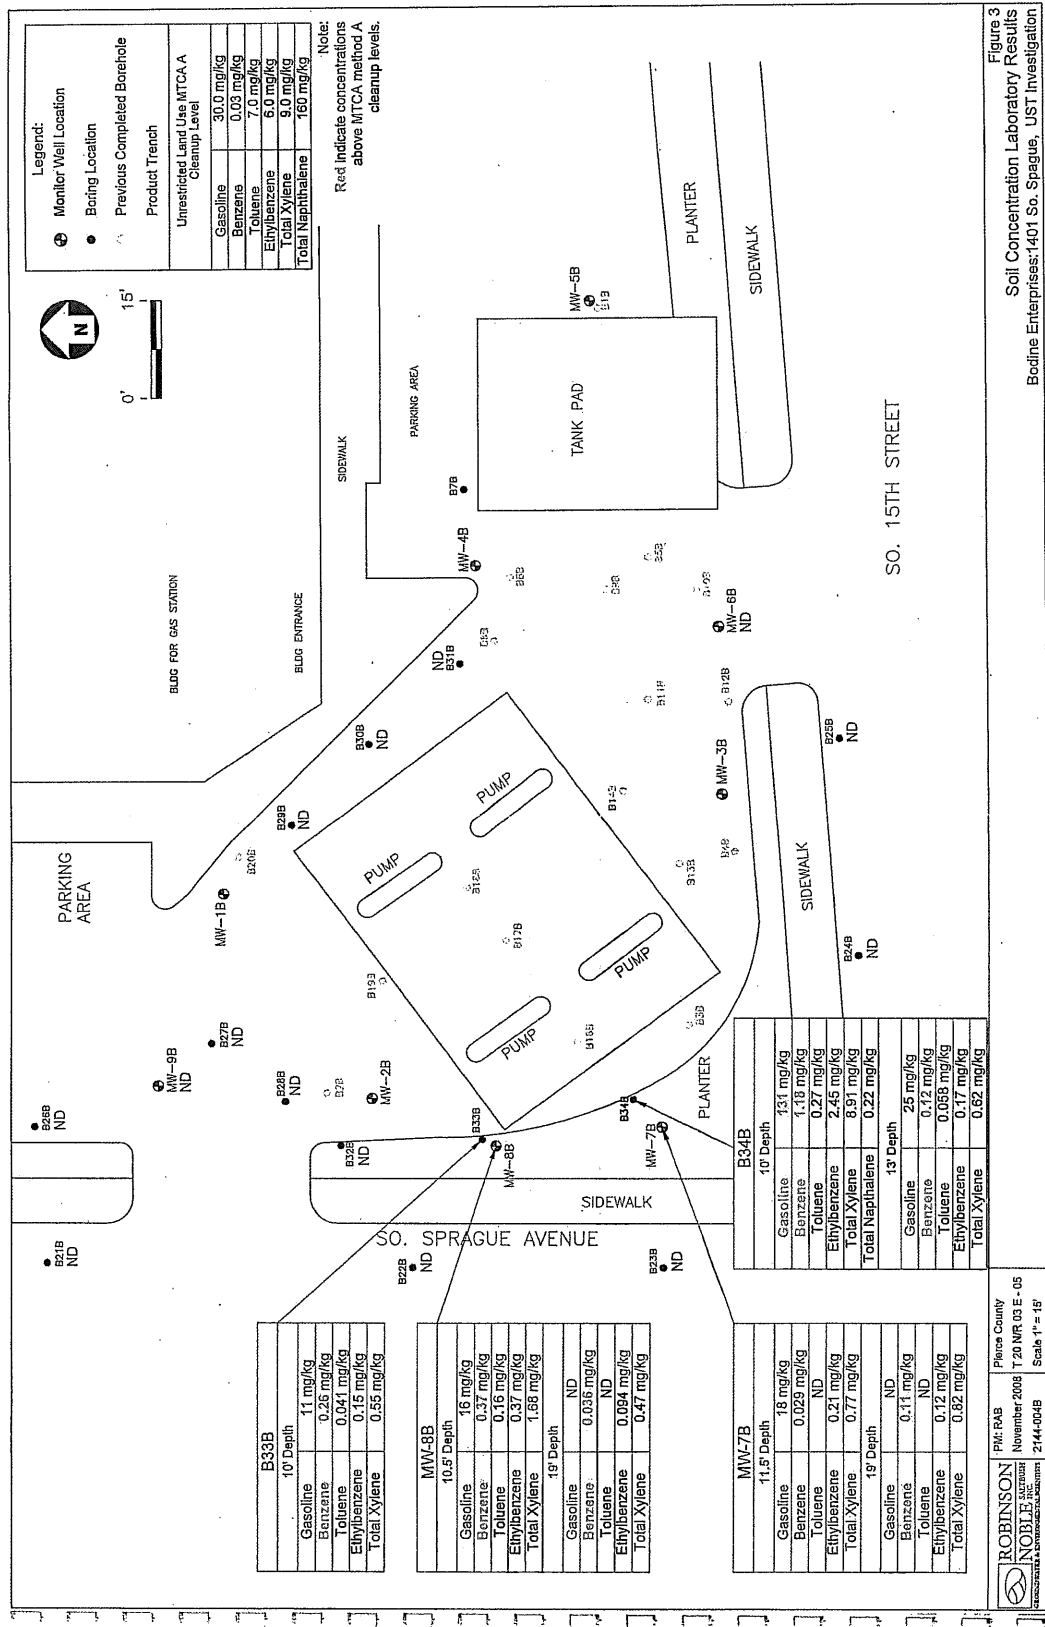 Legend:
Monitor Well Location
Boring Location
Previous Completed Borehole
Product Trench
Unrestricted Land Use MTCA A
Cleanup Level
Gasoline 30.0 mg/kg
Benzene 0.03 mg/kg
Toluene 7.0 mg/kg
Ethylbenzene 6.0 mg/kg
Total Xylene 9.0 mg/kg
Total Naphthalene 160 mg/kg
Note:
Red Indicate concentrations
above MTCA method A
cleanup levels.
N
0' 15'
BLDG FOR GAS STATION
BLDG ENTRANCE
SIDEWALK
PARKING AREA
PARKING
AREA
TANK PAD
PLANTER
SIDEWALK
SO. 15TH STREET
MW-5B
B1B
B7B
MW-4B
B6B
B5B
MW-6B
ND
ND
B31B
B11B
B12B
B30B
ND
MW-3B
B25B
ND
B29B
ND
B20B
MW-1B
PUMP
PUMP
PUMP
PUMP
B18B
B17B
B14B
B13B
B4B
SIDEWALK
B24B
ND
B19B
B16B
B3B
B27B
ND
MW-9B
ND
B28B
ND
B2B
MW-2B
B26B
ND
B32B
ND
B33B
MW-8B
B34B
MW-7B
PLANTER
SIDEWALK
SO. SPRAGUE AVENUE
B21B
ND
B22B
ND
B23B
ND
B33B
10' Depth
Gasoline 11 mg/kg
Benzene 0.26 mg/kg
Toluene 0.041 mg/kg
Ethylbenzene 0.15 mg/kg
Total Xylene 0.55 mg/kg
MW-8B
10.5' Depth
Gasoline 16 mg/kg
Benzene 0.37 mg/kg
Toluene 0.16 mg/kg
Ethylbenzene 0.37 mg/kg
Total Xylene 1.68 mg/kg
19' Depth
Gasoline ND
Benzene 0.036 mg/kg
Toluene ND
Ethylbenzene 0.094 mg/kg
Total Xylene 0.47 mg/kg
MW-7B
11.5' Depth
Gasoline 18 mg/kg
Benzene 0.029 mg/kg
Toluene ND
Ethylbenzene 0.21 mg/kg
Total Xylene 0.77 mg/kg
19' Depth
Gasoline ND
Benzene 0.11 mg/kg
Toluene ND
Ethylbenzene 0.12 mg/kg
Total Xylene 0.82 mg/kg
B34B
10' Depth
Gasoline 131 mg/kg
Benzene 1.18 mg/kg
Toluene 0.27 mg/kg
Ethylbenzene 2.45 mg/kg
Total Xylene 8.91 mg/kg
Total Napthalene 0.22 mg/kg
13' Depth
Gasoline 25 mg/kg
Benzene 0.12 mg/kg
Toluene 0.058 mg/kg
Ethylbenzene 0.17 mg/kg
Total Xylene 0.62 mg/kg
ROBINSON
NOBLE
PM: RAB
November 2008
2144-004B
Pierce County
T 20 N/R 03 E - 05
Scale 1" = 15'
Figure 3
Soil Concentration Laboratory Results
Bodine Enterprises:1401 So. Spague, UST Investigation